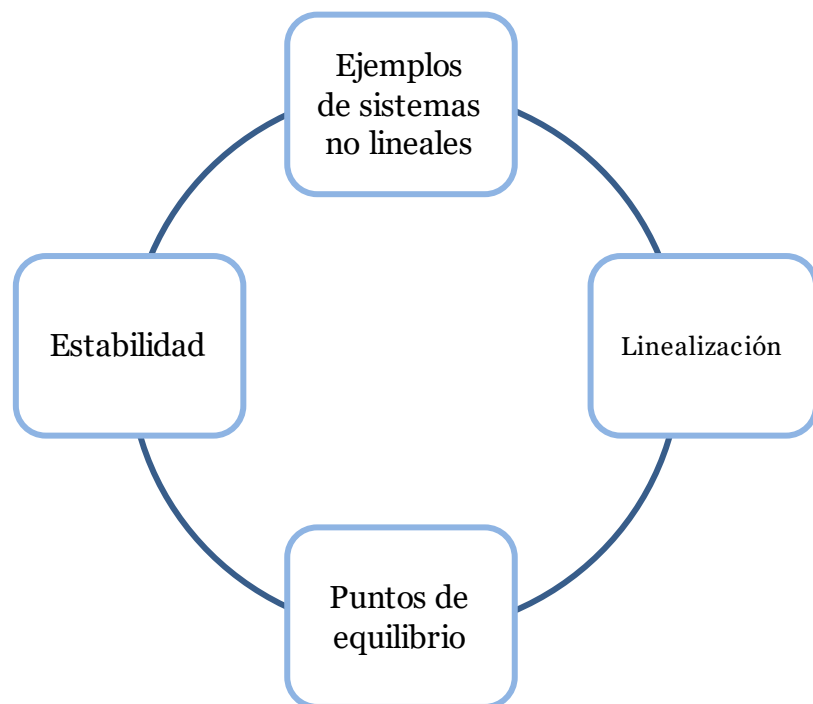 Ejemplos
de sistemas
no lineales
Estabilidad
Linealización
Puntos de
equilibrio